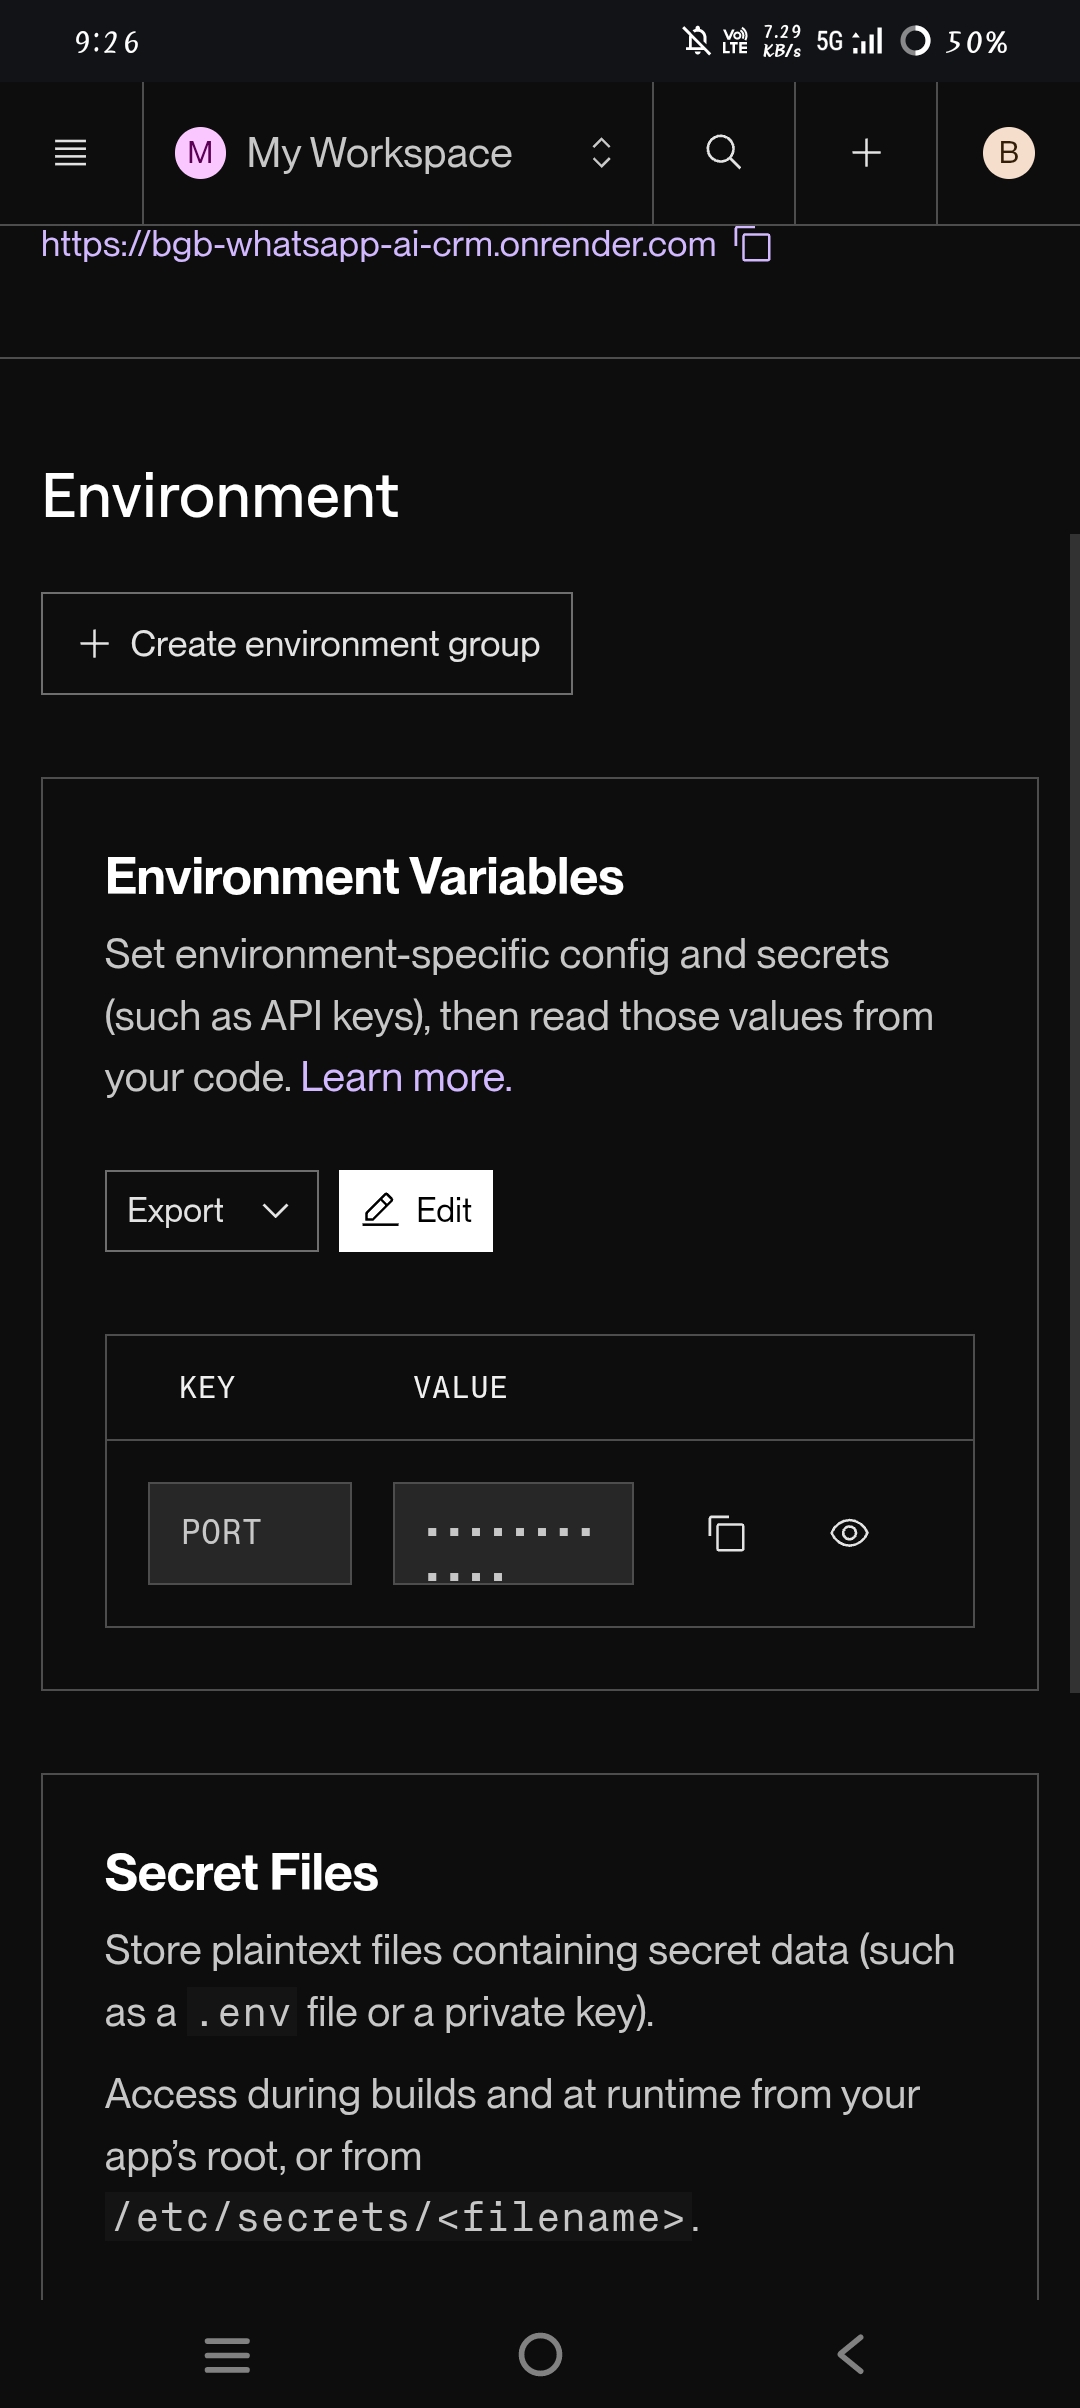 9:26
Vo)) LTE 7.29 KB/s 5G 50%
M My Workspace B
https://bgb-whatsapp-ai-crm.onrender.com
Environment
Create environment group
Environment Variables
Set environment-specific config and secrets
(such as API keys), then read those values from
your code. Learn more.
Export Edit
KEY VALUE
PORT
Secret Files
Store plaintext files containing secret data (such
as a .env file or a private key).
Access during builds and at runtime from your
app’s root, or from
/etc/secrets/<filename>.